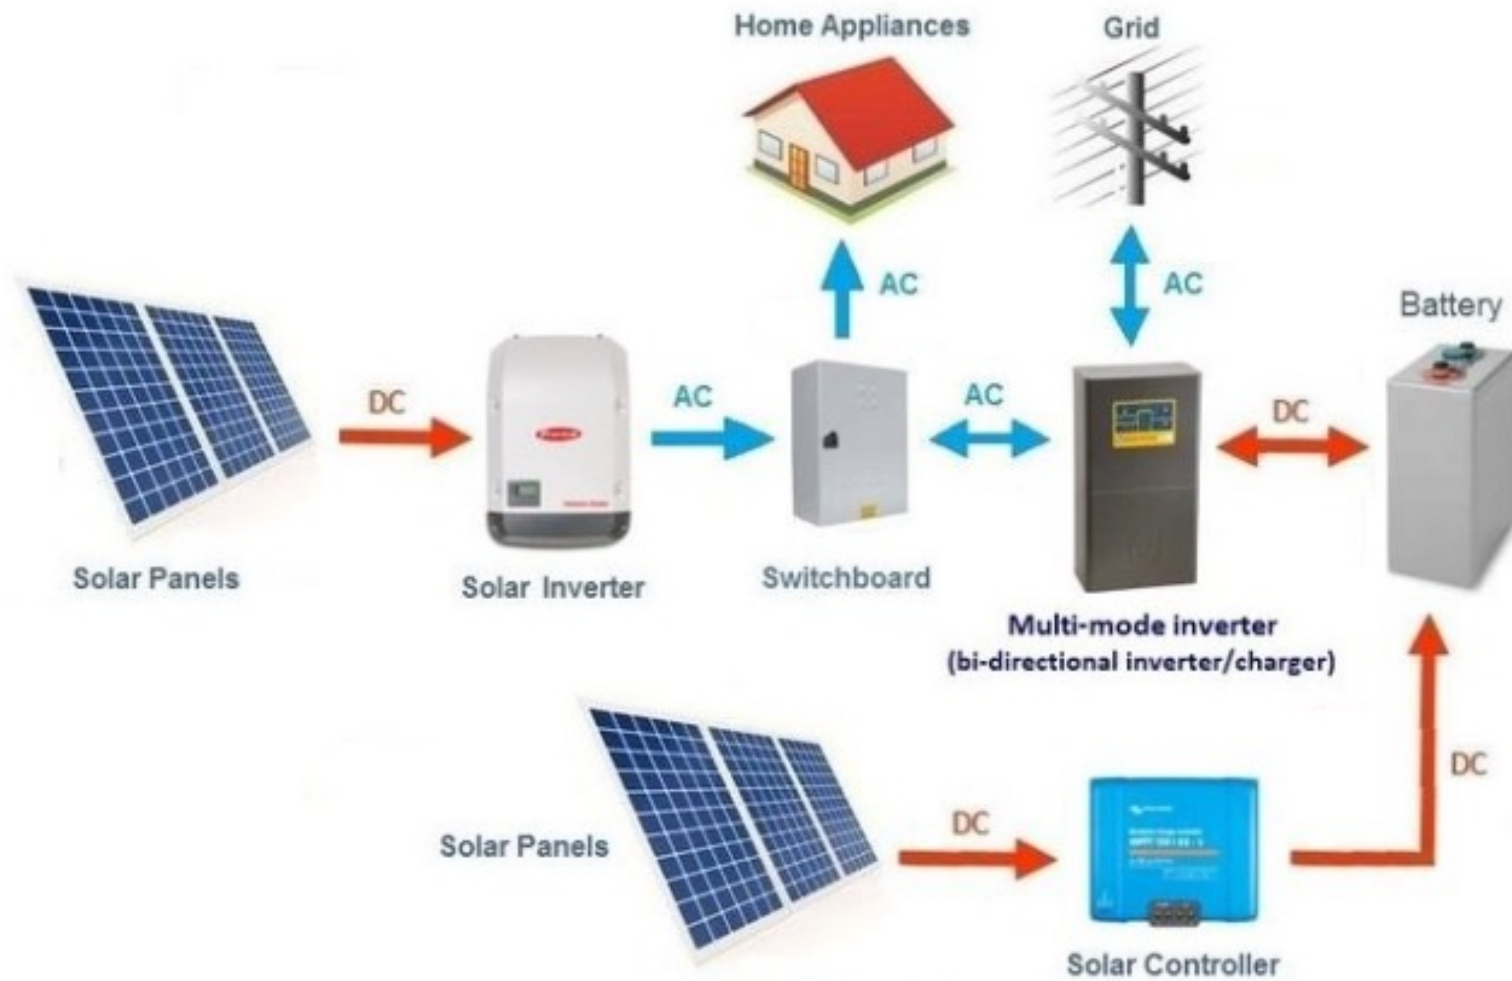 Home Appliances
Grid
AC
AC
Battery
DC
AC
AC
DC
Solar Panels
Solar Inverter
Switchboard
Multi-mode inverter
(bi-directional inverter/charger)
Solar Panels
DC
DC
Solar Controller